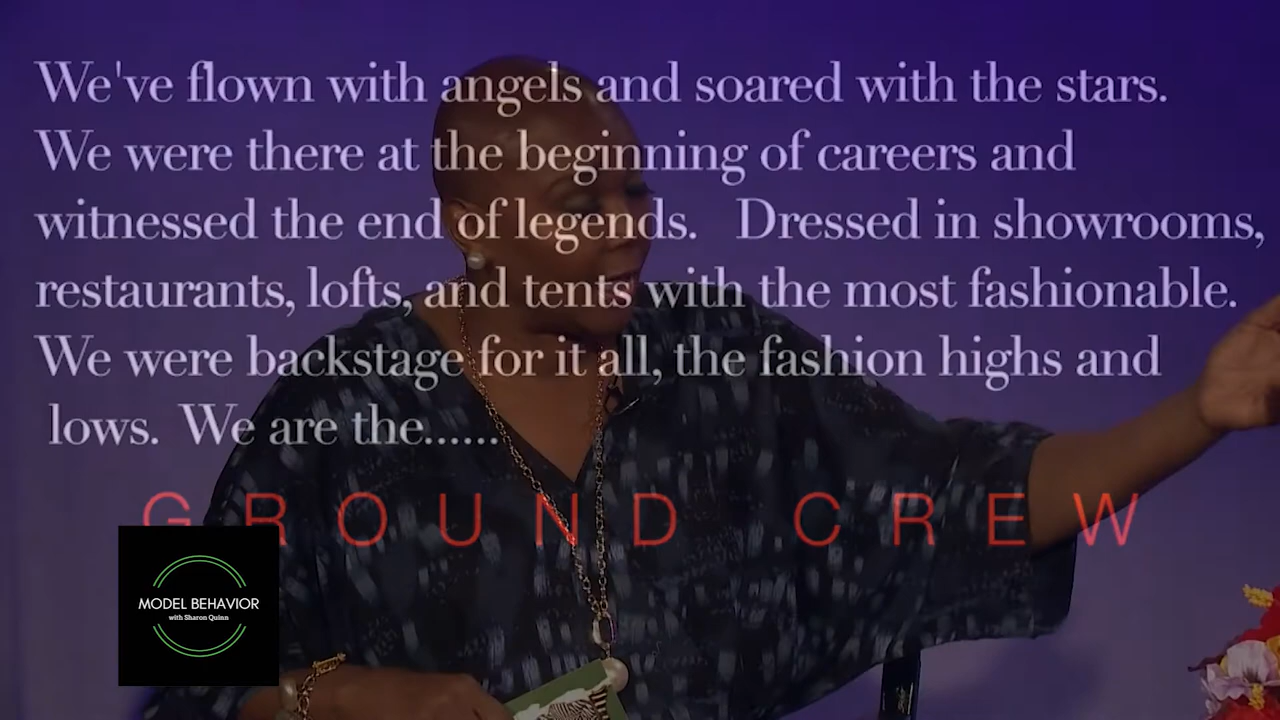 We've flown with angels and soared with the stars.
We were there at the beginning of careers and
witnessed the end of legends. Dressed in showrooms,
restaurants, lofts, and tents with the most fashionable.
We were backstage for it all, the fashion highs and
lows. We are the......
GROUND CREW
MODEL BEHAVIOR
with Sharon Quinn